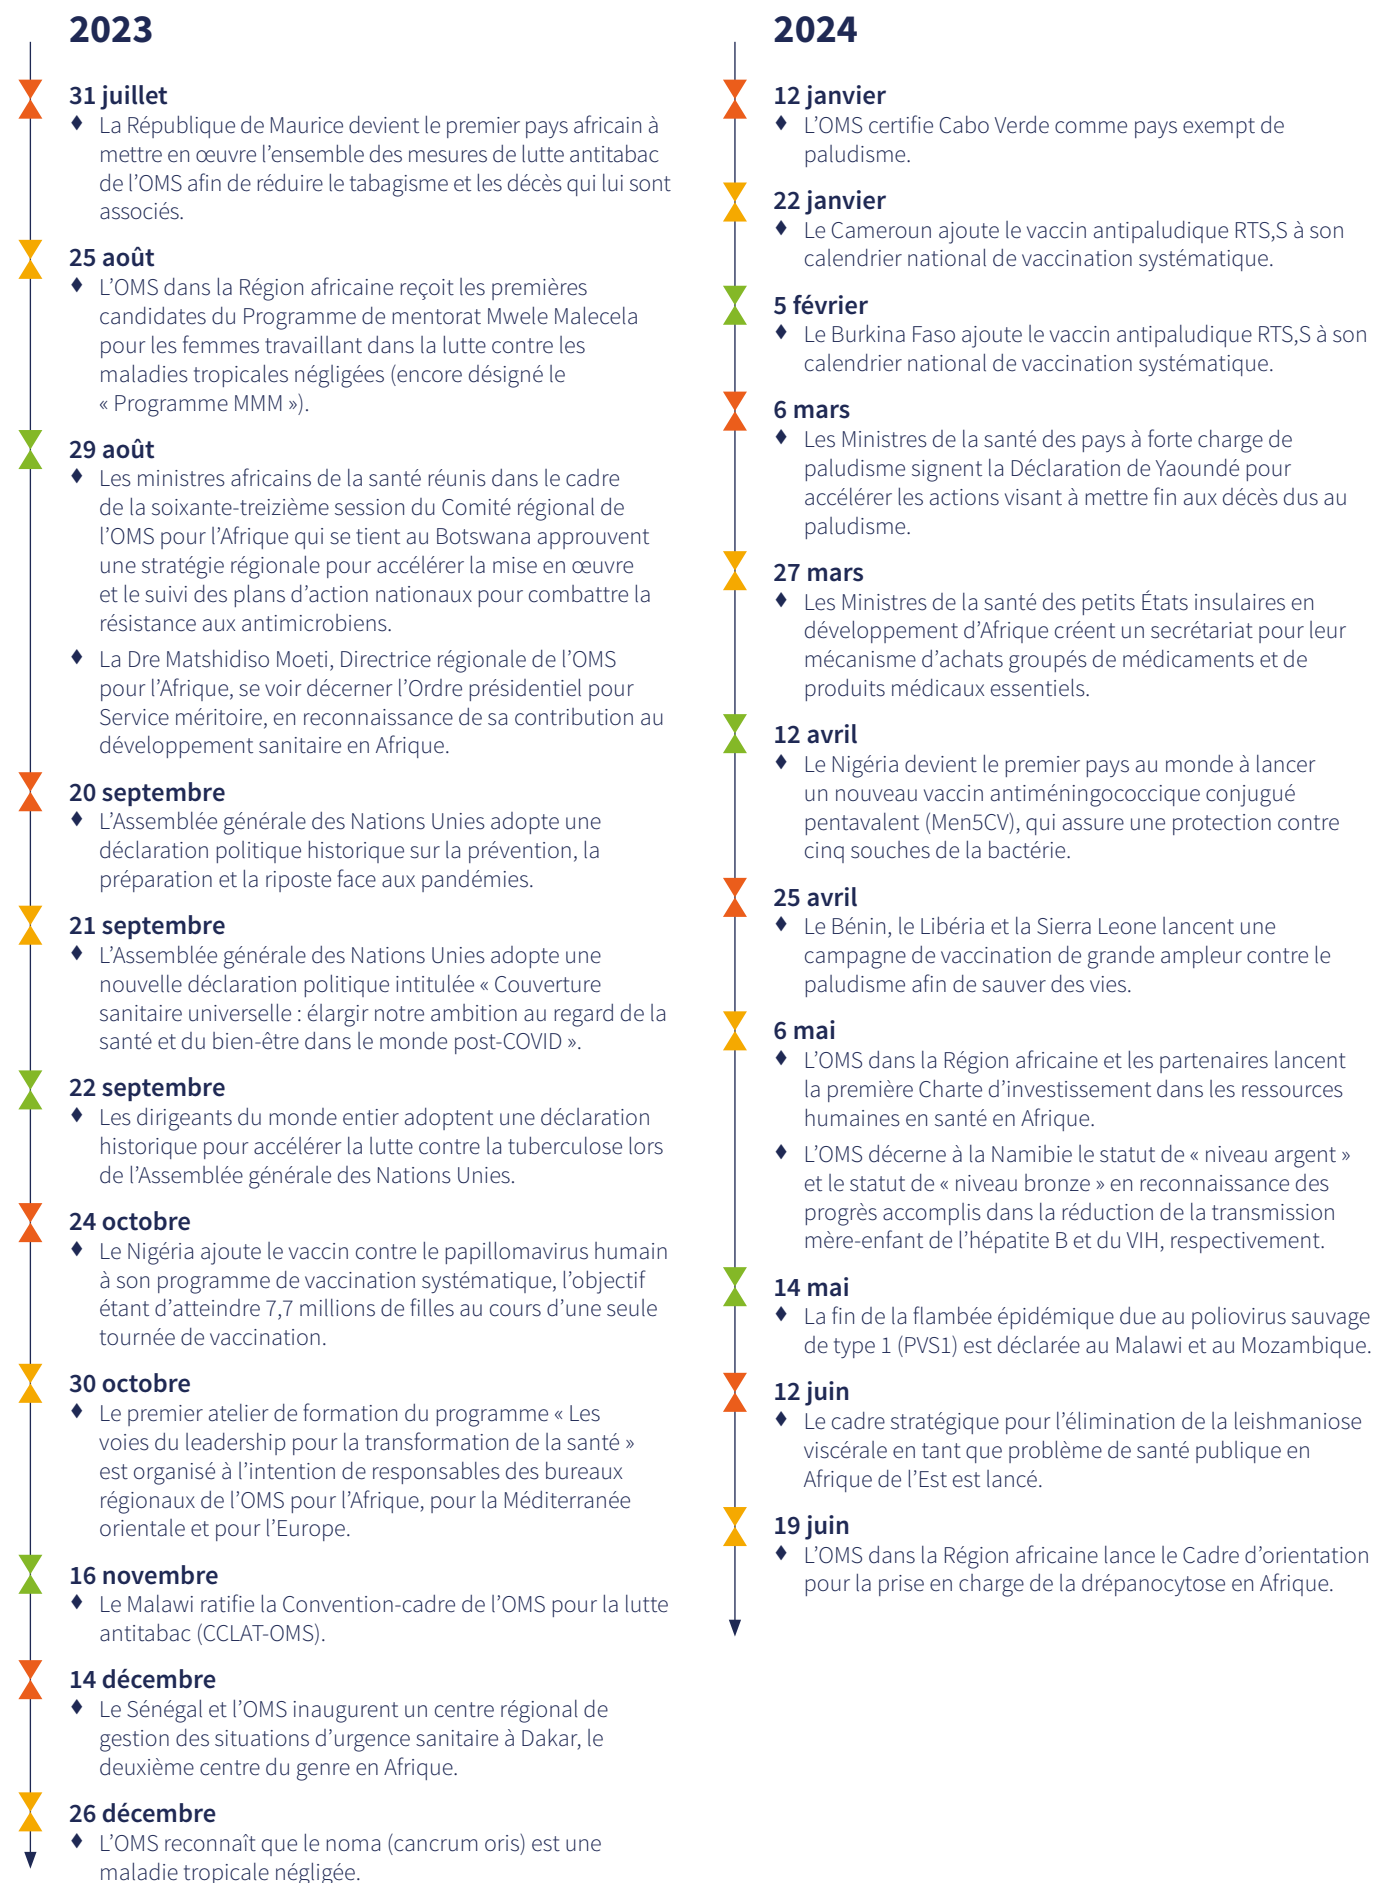 2023
31 juillet
♦ La République de Maurice devient le premier pays africain à
mettre en œuvre l’ensemble des mesures de lutte antitabac
de l’OMS afin de réduire le tabagisme et les décès qui lui sont
associés.
25 août
♦ L’OMS dans la Région africaine reçoit les premières
candidates du Programme de mentorat Mwele Malecela
pour les femmes travaillant dans la lutte contre les
maladies tropicales négligées (encore désigné le
« Programme MMM »).
29 août
♦ Les ministres africains de la santé réunis dans le cadre
de la soixante-treizième session du Comité régional de
l’OMS pour l’Afrique qui se tient au Botswana approuvent
une stratégie régionale pour accélérer la mise en œuvre
et le suivi des plans d’action nationaux pour combattre la
résistance aux antimicrobiens.
♦ La Dre Matshidiso Moeti, Directrice régionale de l’OMS
pour l’Afrique, se voir décerner l’Ordre présidentiel pour
Service méritoire, en reconnaissance de sa contribution au
développement sanitaire en Afrique.
20 septembre
♦ L’Assemblée générale des Nations Unies adopte une
déclaration politique historique sur la prévention, la
préparation et la riposte face aux pandémies.
21 septembre
♦ L’Assemblée générale des Nations Unies adopte une
nouvelle déclaration politique intitulée « Couverture
sanitaire universelle : élargir notre ambition au regard de la
santé et du bien-être dans le monde post-COVID ».
22 septembre
♦ Les dirigeants du monde entier adoptent une déclaration
historique pour accélérer la lutte contre la tuberculose lors
de l’Assemblée générale des Nations Unies.
24 octobre
♦ Le Nigéria ajoute le vaccin contre le papillomavirus humain
à son programme de vaccination systématique, l’objectif
étant d’atteindre 7,7 millions de filles au cours d’une seule
tournée de vaccination.
30 octobre
♦ Le premier atelier de formation du programme « Les
voies du leadership pour la transformation de la santé »
est organisé à l’intention de responsables des bureaux
régionaux de l’OMS pour l’Afrique, pour la Méditerranée
orientale et pour l’Europe.
16 novembre
♦ Le Malawi ratifie la Convention-cadre de l’OMS pour la lutte
antitabac (CCLAT-OMS).
14 décembre
♦ Le Sénégal et l’OMS inaugurent un centre régional de
gestion des situations d’urgence sanitaire à Dakar, le
deuxième centre du genre en Afrique.
26 décembre
♦ L’OMS reconnaît que le noma (cancrum oris) est une
maladie tropicale négligée.
2024
12 janvier
♦ L’OMS certifie Cabo Verde comme pays exempt de
paludisme.
22 janvier
♦ Le Cameroun ajoute le vaccin antipaludique RTS,S à son
calendrier national de vaccination systématique.
5 février
♦ Le Burkina Faso ajoute le vaccin antipaludique RTS,S à son
calendrier national de vaccination systématique.
6 mars
♦ Les Ministres de la santé des pays à forte charge de
paludisme signent la Déclaration de Yaoundé pour
accélérer les actions visant à mettre fin aux décès dus au
paludisme.
27 mars
♦ Les Ministres de la santé des petits États insulaires en
développement d’Afrique créent un secrétariat pour leur
mécanisme d’achats groupés de médicaments et de
produits médicaux essentiels.
12 avril
♦ Le Nigéria devient le premier pays au monde à lancer
un nouveau vaccin antiméningococcique conjugué
pentavalent (Men5CV), qui assure une protection contre
cinq souches de la bactérie.
25 avril
♦ Le Bénin, le Libéria et la Sierra Leone lancent une
campagne de vaccination de grande ampleur contre le
paludisme afin de sauver des vies.
6 mai
♦ L’OMS dans la Région africaine et les partenaires lancent
la première Charte d’investissement dans les ressources
humaines en santé en Afrique.
♦ L’OMS décerne à la Namibie le statut de « niveau argent »
et le statut de « niveau bronze » en reconnaissance des
progrès accomplis dans la réduction de la transmission
mère-enfant de l’hépatite B et du VIH, respectivement.
14 mai
♦ La fin de la flambée épidémique due au poliovirus sauvage
de type 1 (PVS1) est déclarée au Malawi et au Mozambique.
12 juin
♦ Le cadre stratégique pour l’élimination de la leishmaniose
viscérale en tant que problème de santé publique en
Afrique de l’Est est lancé.
19 juin
♦ L’OMS dans la Région africaine lance le Cadre d’orientation
pour la prise en charge de la drépanocytose en Afrique.